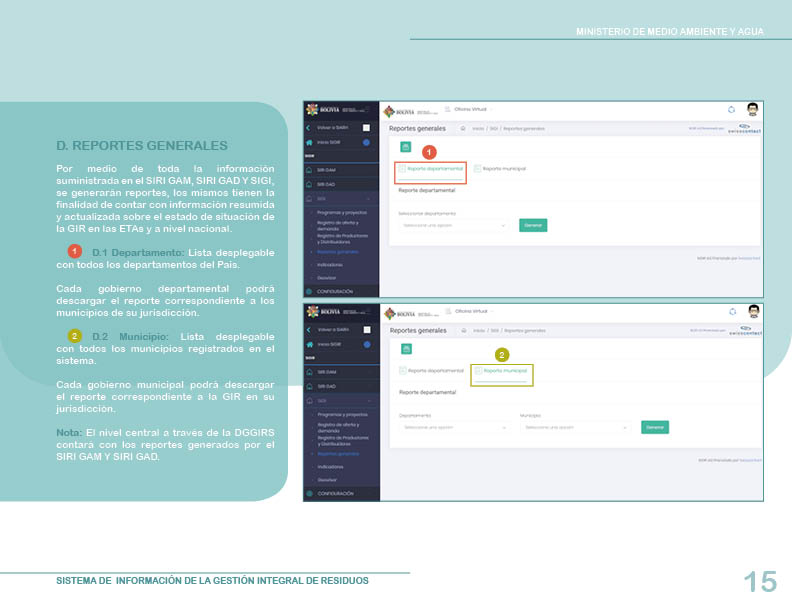 MINISTERIO DE MEDIO AMBIENTE Y AGUA
D. REPORTES GENERALES
Por medio de toda la información
suministrada en el SIRI GAM, SIRI GAD Y SIGI,
se generarán reportes, los mismos tienen la
finalidad de contar con información resumida
y actualizada sobre el estado de situación de
la GIR en las ETAs y a nivel nacional.
1 D.1 Departamento: Lista desplegable
con todos los departamentos del País.
Cada gobierno departamental podrá
descargar el reporte correspondiente a los
municipios de su jurisdicción.
2 D.2 Municipio: Lista desplegable
con todos los municipios registrados en el
sistema.
Cada gobierno municipal podrá descargar
el reporte correspondiente a la GIR en su
jurisdicción.
Nota: El nivel central a través de la DGGIRS
contará con los reportes generados por el
SIRI GAM Y SIRI GAD.
BOLIVIA
Volver a SIARH
Inicio SIGIR
SIGIR
SIRI GAM
SIRI GAD
SIGI
Programas y proyectos
Registro de oferta y
demanda
Registro de Productores
y Distribuidores
Reportes generales
Indicadores
Geovisor
CONFIGURACIÓN
BOLIVIA
Oficina Virtual
Reportes generales
Inicio / SIGI / Reportes generales
swisscontact
1
Reporte departamental
Reporte municipal
Reporte departamental
Seleccionar departamento
Seleccione una opción
Generar
BOLIVIA
Volver a SIARH
Inicio SIGIR
SIGIR
SIRI GAM
SIRI GAD
SIGI
Programas y proyectos
Registro de oferta y
demanda
Registro de Productores
y Distribuidores
Reportes generales
Indicadores
Geovisor
CONFIGURACIÓN
BOLIVIA
Oficina Virtual
Reportes generales
Inicio / SIGI / Reportes generales
swisscontact
2
Reporte departamental
Reporte municipal
Reporte departamental
Departamento
Municipio
Seleccione una opción
Seleccione una opción
Generar
SISTEMA DE INFORMACIÓN DE LA GESTIÓN INTEGRAL DE RESIDUOS
15